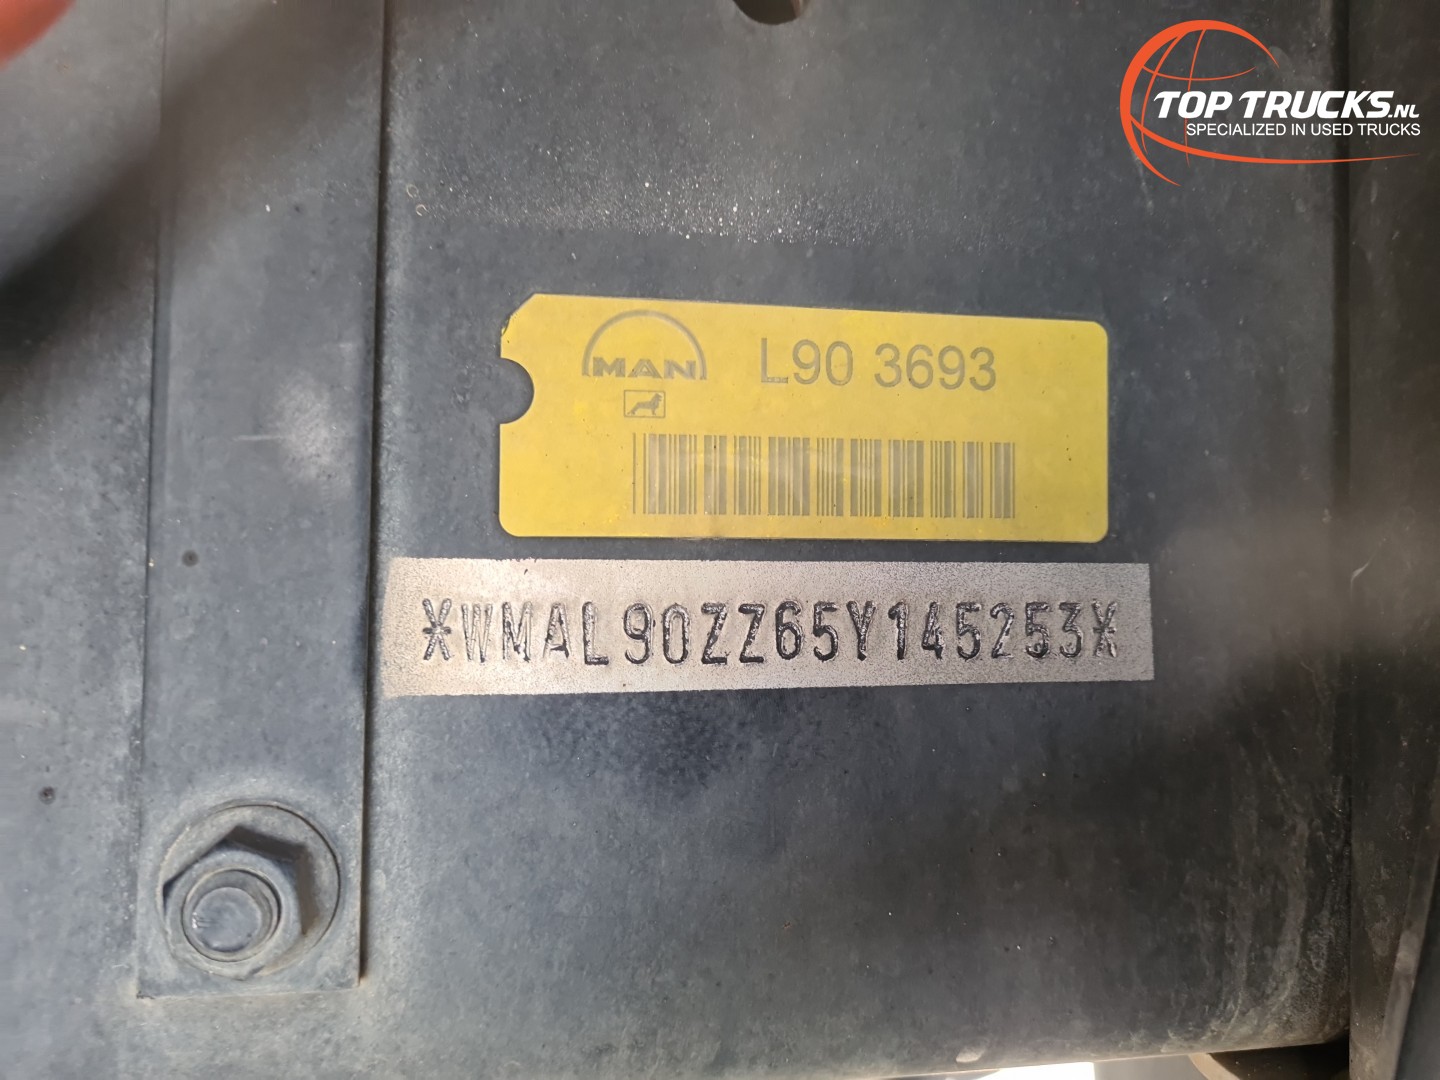 TOP TRUCKS.NL
SPECIALIZED IN USED TRUCKS
MAN L90 3693
*WMAL90ZZ65Y145253*